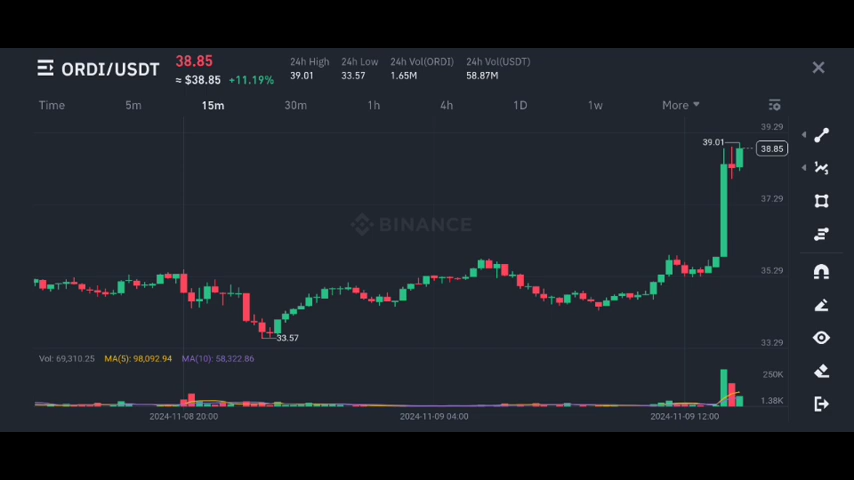 ORDI/USDT
38.85
≈ $38.85 +11.19%
24h High 24h Low 24h Vol(ORDI) 24h Vol(USDT)
39.01 33.57 1.65M 58.87M
Time 5m 15m 30m 1h 4h 1D 1w More
39.29
39.01
38.85
37.29
BINANCE
35.29
33.57
33.29
Vol: 69,310.25 MA(5): 98,092.94 MA(10): 58,322.86
250K
1.38K
2024-11-08 20:00 2024-11-09 04:00 2024-11-09 12:00